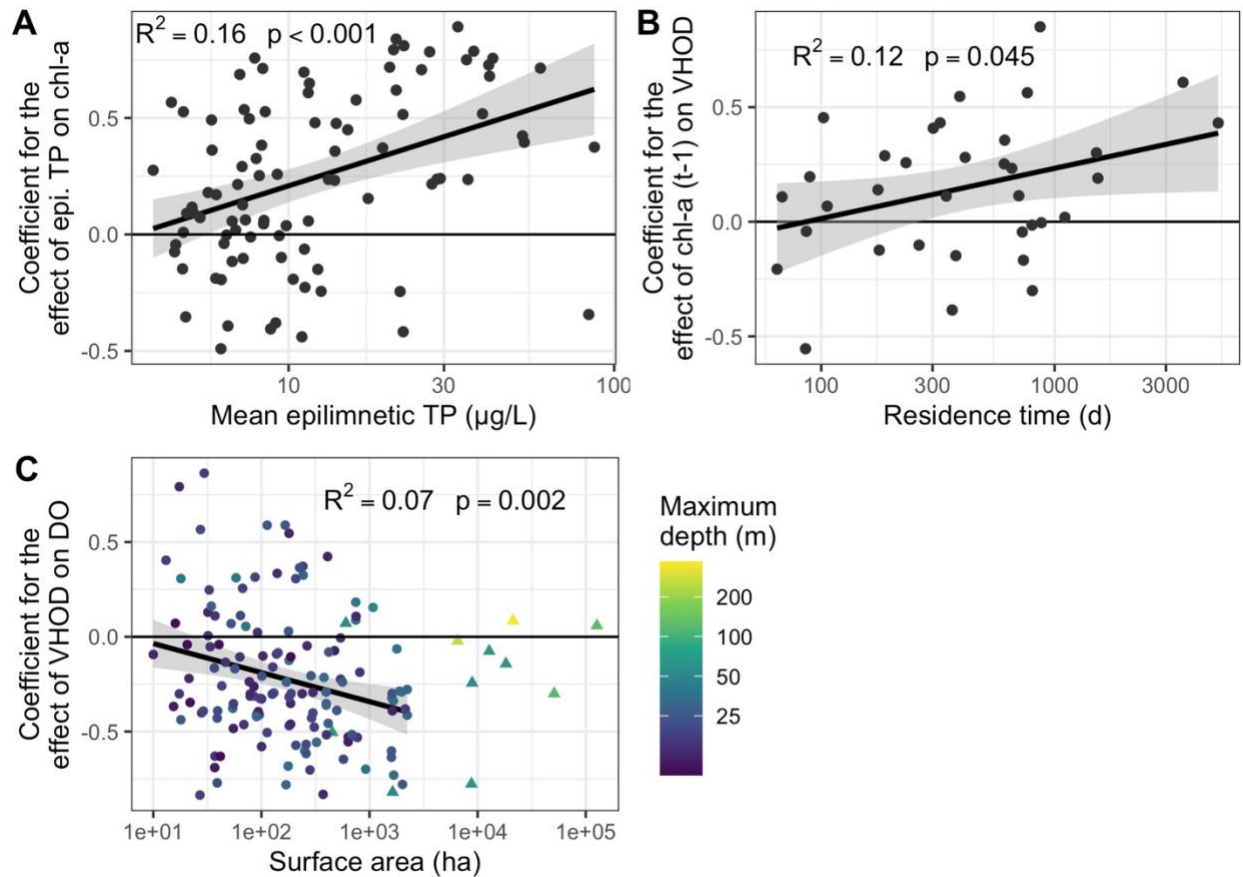 A
R² = 0.16 p < 0.001
Coefficient for the
effect of epi. TP on chl-a
0.5
0.0
-0.5
10
30
100
Mean epilimnetic TP (µg/L)
B
R² = 0.12 p = 0.045
Coefficient for the
effect of chl-a (t-1) on VHOD
0.5
0.0
-0.5
100
300
1000
3000
Residence time (d)
C
R² = 0.07 p = 0.002
Coefficient for the
effect of VHOD on DO
0.5
0.0
-0.5
1e+01
1e+02
1e+03
1e+04
1e+05
Surface area (ha)
Maximum
depth (m)
200
100
50
25